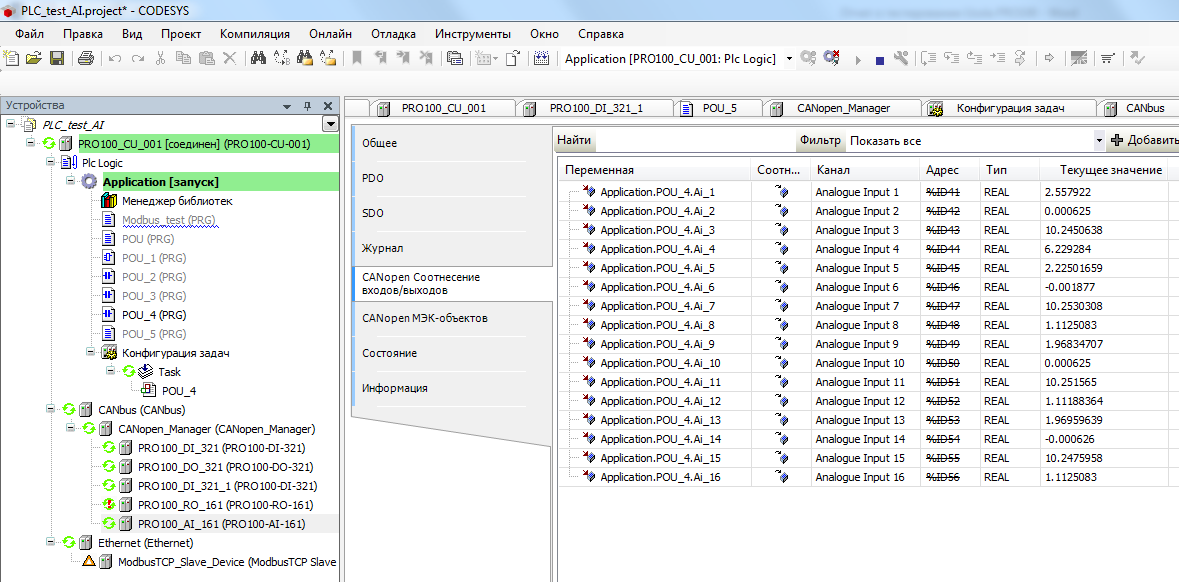 PLC_test_AI.project* - CODESYS
Файл Правка Вид Проект Компиляция Онлайн Отладка Инструменты Окно Справка
Application [PRO100_CU_001: Plc Logic]
Устройства
PLC_test_AI
PRO100_CU_001 [соединен] (PRO100-CU-001)
Plc Logic
Application [запуск]
Менеджер библиотек
Modbus_test (PRG)
POU (PRG)
POU_1 (PRG)
POU_2 (PRG)
POU_3 (PRG)
POU_4 (PRG)
POU_5 (PRG)
Конфигурация задач
Task
POU_4
CANbus (CANbus)
CANopen_Manager (CANopen_Manager)
PRO100_DI_321 (PRO100-DI-321)
PRO100_DO_321 (PRO100-DO-321)
PRO100_DI_321_1 (PRO100-DI-321)
PRO100_RO_161 (PRO100-RO-161)
PRO100_AI_161 (PRO100-AI-161)
Ethernet (Ethernet)
ModbusTCP_Slave_Device (ModbusTCP Slave
PRO100_CU_001 PRO100_DI_321_1 POU_5 CANopen_Manager Конфигурация задач CANbus
Общее
PDO
SDO
Журнал
CANopen Соотнесение
входов/выходов
CANopen МЭК-объектов
Состояние
Информация
Найти Фильтр Показать все Добавить
Переменная Соотн... Канал Адрес Тип Текущее значение
Application.POU_4.Ai_1 Analogue Input 1 %ID41 REAL 2.557922
Application.POU_4.Ai_2 Analogue Input 2 %ID42 REAL 0.000625
Application.POU_4.Ai_3 Analogue Input 3 %ID43 REAL 10.2450638
Application.POU_4.Ai_4 Analogue Input 4 %ID44 REAL 6.229284
Application.POU_4.Ai_5 Analogue Input 5 %ID45 REAL 2.22501659
Application.POU_4.Ai_6 Analogue Input 6 %ID46 REAL -0.001877
Application.POU_4.Ai_7 Analogue Input 7 %ID47 REAL 10.2530308
Application.POU_4.Ai_8 Analogue Input 8 %ID48 REAL 1.1125083
Application.POU_4.Ai_9 Analogue Input 9 %ID49 REAL 1.96834707
Application.POU_4.Ai_10 Analogue Input 10 %ID50 REAL 0.000625
Application.POU_4.Ai_11 Analogue Input 11 %ID51 REAL 10.251565
Application.POU_4.Ai_12 Analogue Input 12 %ID52 REAL 1.11188364
Application.POU_4.Ai_13 Analogue Input 13 %ID53 REAL 1.96959639
Application.POU_4.Ai_14 Analogue Input 14 %ID54 REAL -0.000626
Application.POU_4.Ai_15 Analogue Input 15 %ID55 REAL 10.2475958
Application.POU_4.Ai_16 Analogue Input 16 %ID56 REAL 1.1125083